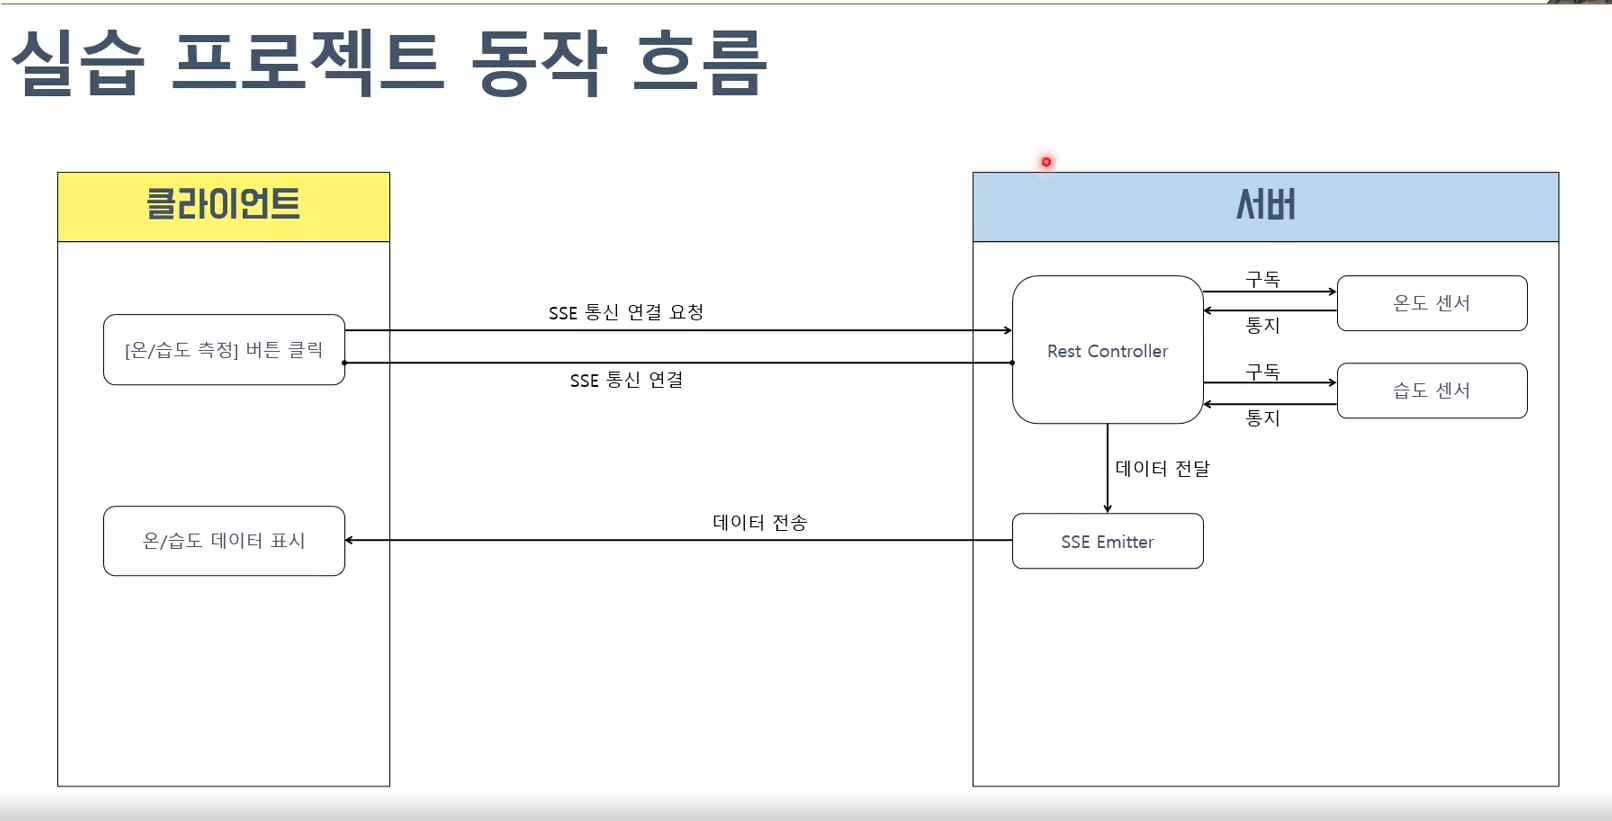 실습 프로젝트 동작 흐름
클라이언트
서버
[온/습도 측정] 버튼 클릭
SSE 통신 연결 요청
SSE 통신 연결
Rest Controller
구독
통지
온도 센서
구독
통지
습도 센서
데이터 전달
온/습도 데이터 표시
데이터 전송
SSE Emitter